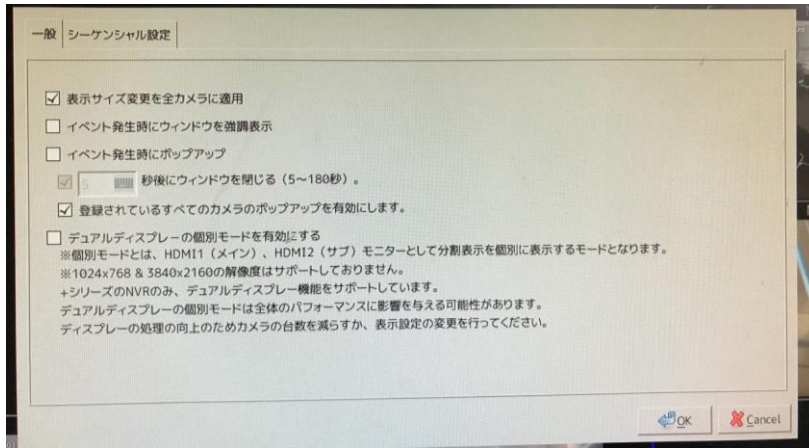 一般 シーケンシャル設定
表示サイズ変更を全カメラに適用
イベント発生時にウィンドウを強調表示
イベント発生時にポップアップ
5 秒後にウィンドウを閉じる（5～180秒）。
登録されているすべてのカメラのポップアップを有効にします。
デュアルディスプレーの個別モードを有効にする
※個別モードとは、HDMI1（メイン）、HDMI2（サブ）モニターとして分割表示を個別に表示するモードとなります。
※1024x768 & 3840x2160の解像度はサポートしておりません。
+シリーズのNVRのみ、デュアルディスプレー機能をサポートしています。
デュアルディスプレーの個別モードは全体のパフォーマンスに影響を与える可能性があります。
ディスプレーの処理の向上のためカメラの台数を減らすか、表示設定の変更を行ってください。
OK Cancel